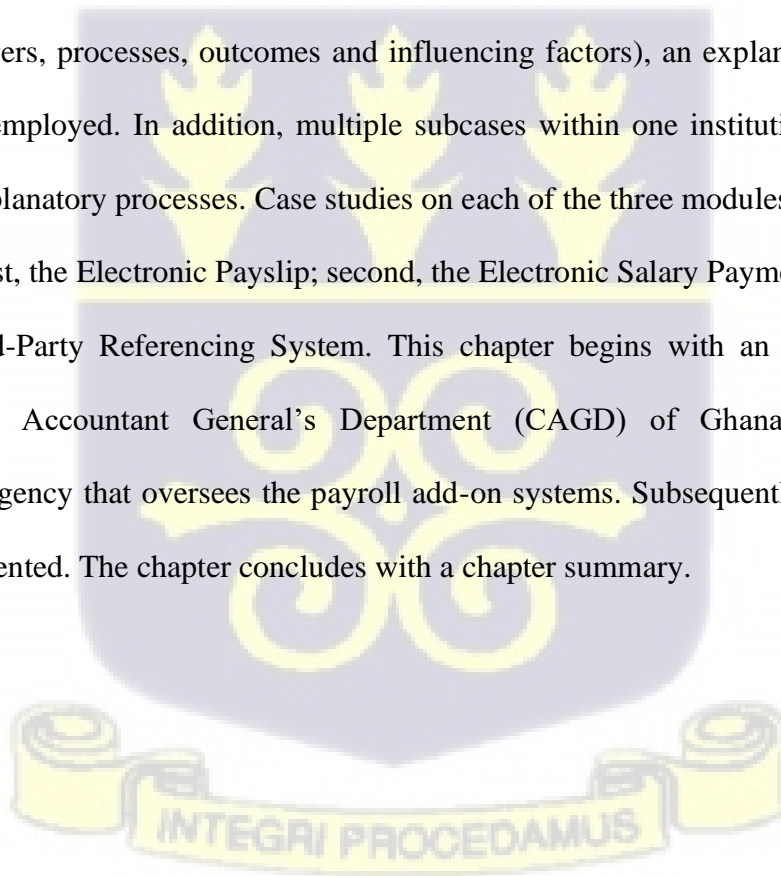 ers, processes, outcomes and influencing factors), an explan
employed. In addition, multiple subcases within one instituti
planatory processes. Case studies on each of the three modules
st, the Electronic Payslip; second, the Electronic Salary Payme
d-Party Referencing System. This chapter begins with an
Accountant General’s Department (CAGD) of Ghana
gency that oversees the payroll add-on systems. Subsequentl
ented. The chapter concludes with a chapter summary.
INTEGRI PROCEDAMUS